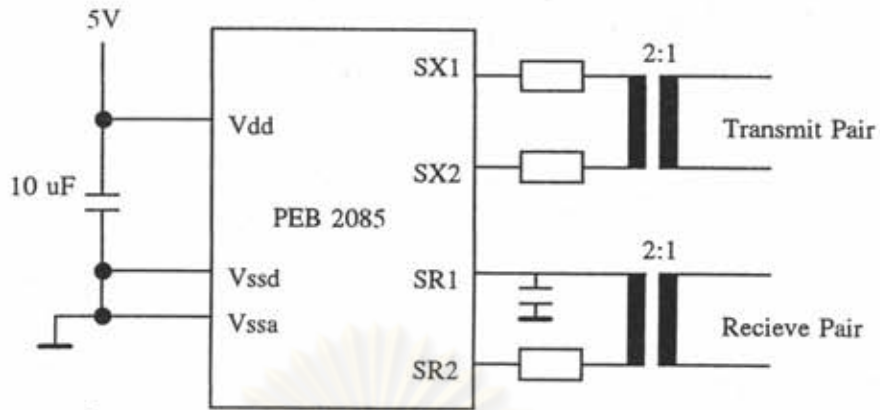 5V
SX1
2:1
Vdd
Transmit Pair
SX2
10 uF
PEB 2085
2:1
Vssd
SR1
Vssa
Recieve Pair
SR2